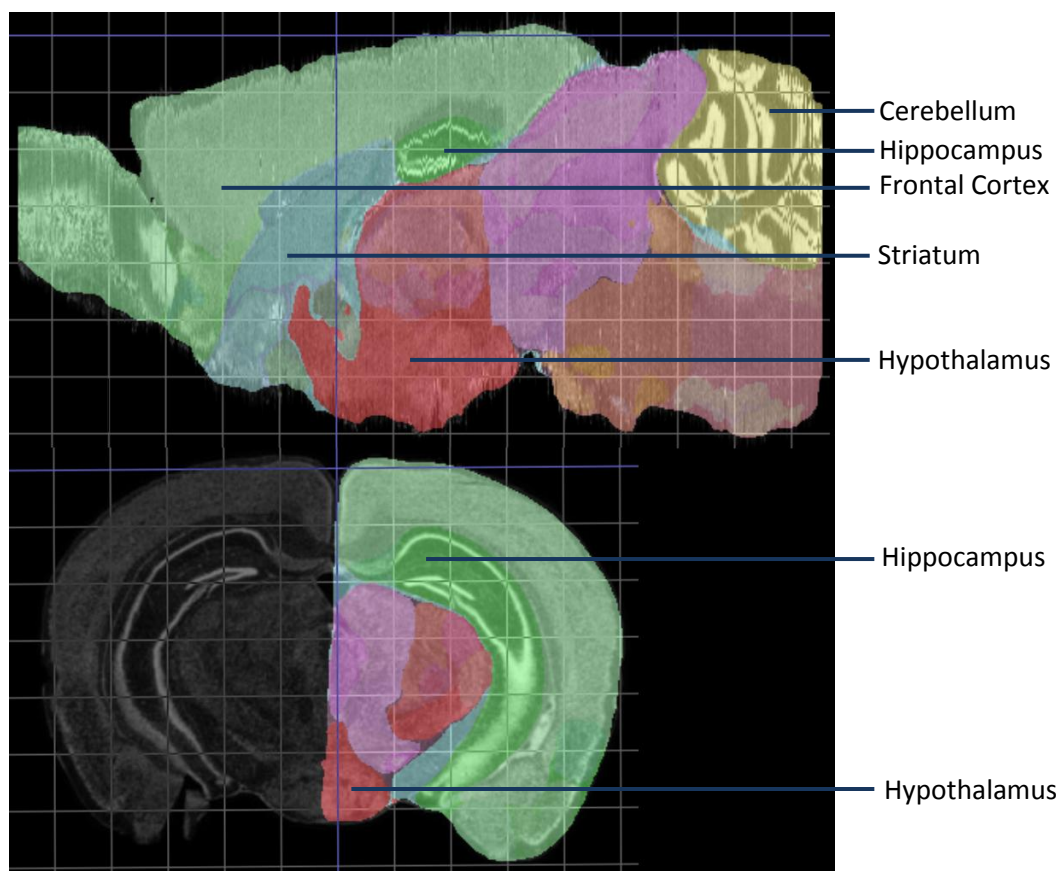 Cerebellum
Hippocampus
Frontal Cortex
Striatum
Hypothalamus
Hippocampus
Hypothalamus